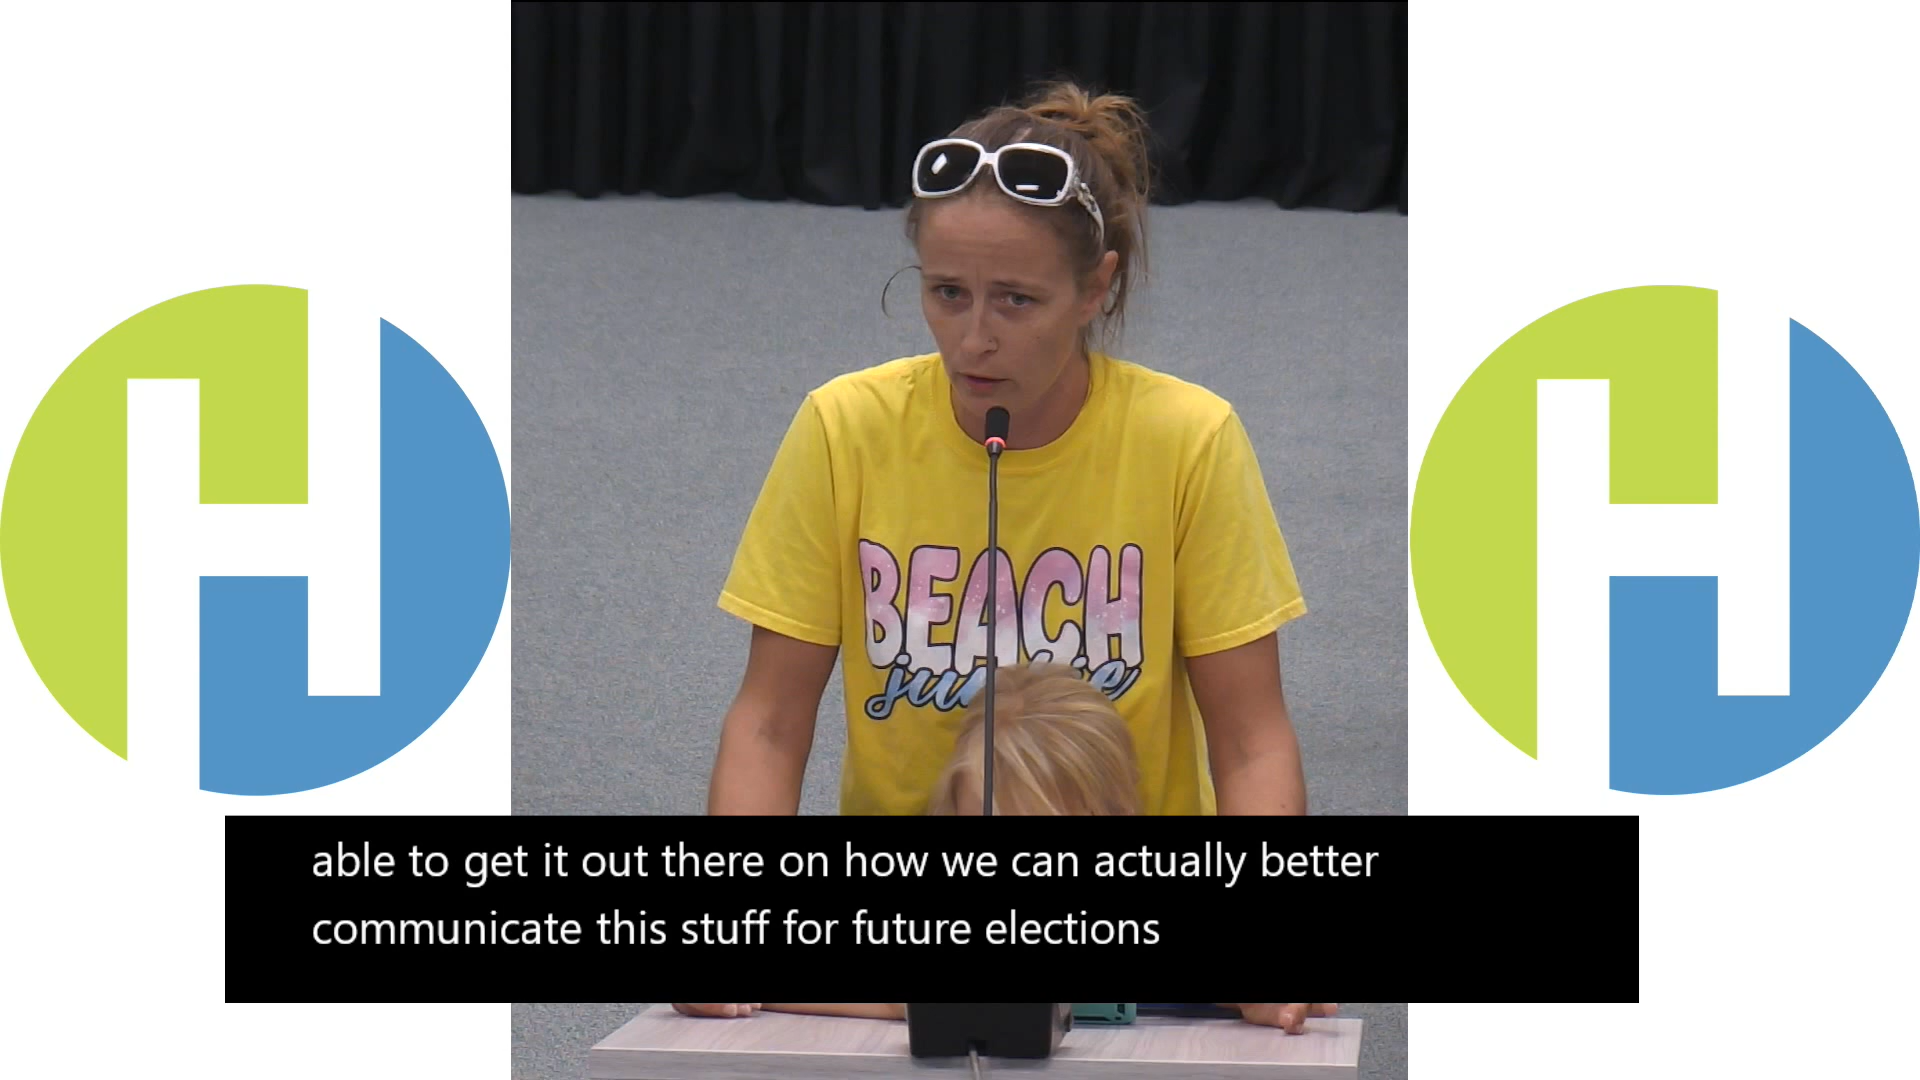 BEACH
junkie
able to get it out there on how we can actually better
communicate this stuff for future elections